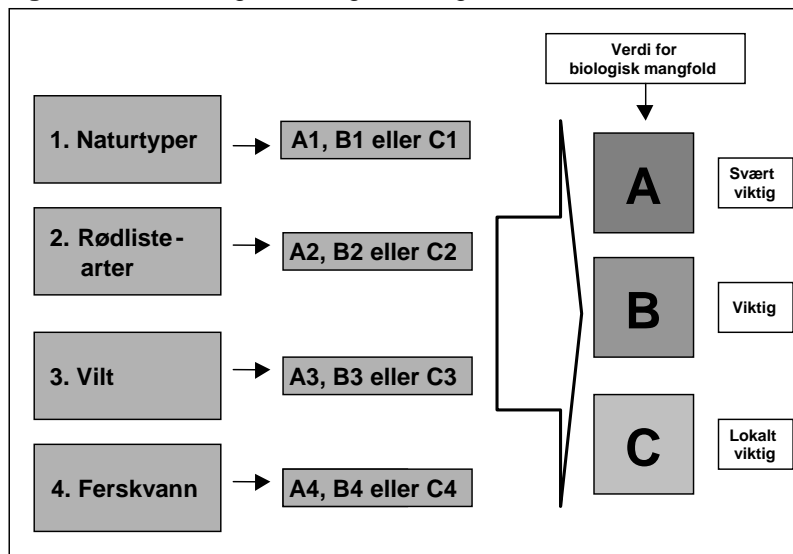 Verdi for
biologisk mangfold
1. Naturtyper
A1, B1 eller C1
A
Svært
viktig
2. Rødliste-
arter
A2, B2 eller C2
B
Viktig
3. Vilt
A3, B3 eller C3
C
Lokalt
viktig
4. Ferskvann
A4, B4 eller C4